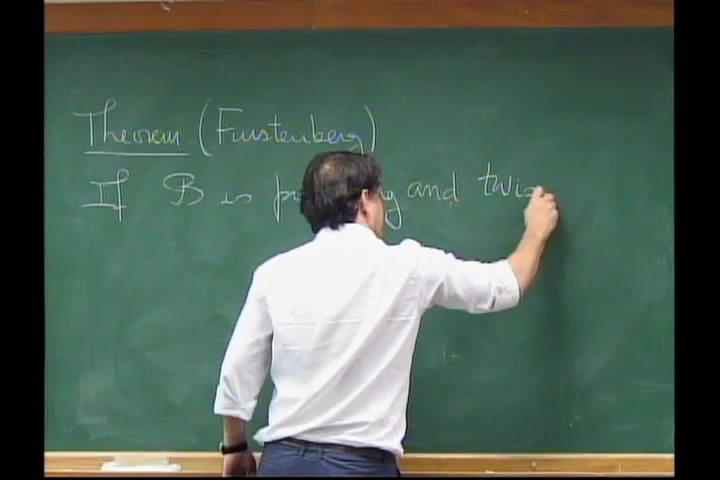 Theorem (Furstenberg)
If B is and